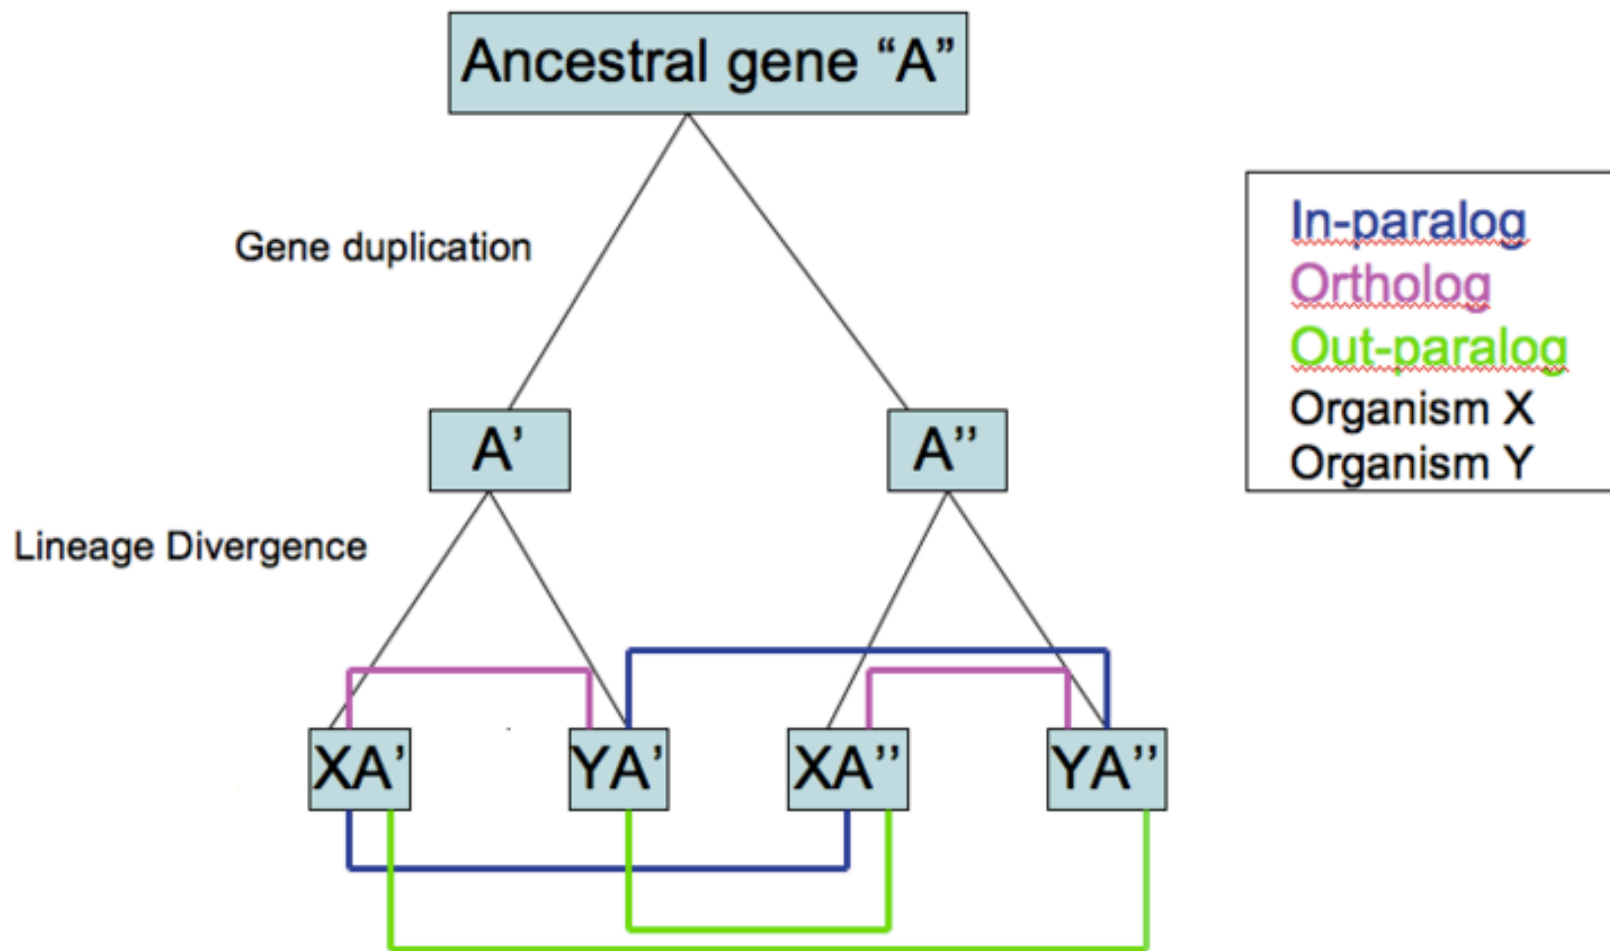 Ancestral gene “A”
Gene duplication
In-paralog
Ortholog
Out-paralog
Organism X
Organism Y
A’
A’’
Lineage Divergence
XA’
YA’
XA’’
YA’’